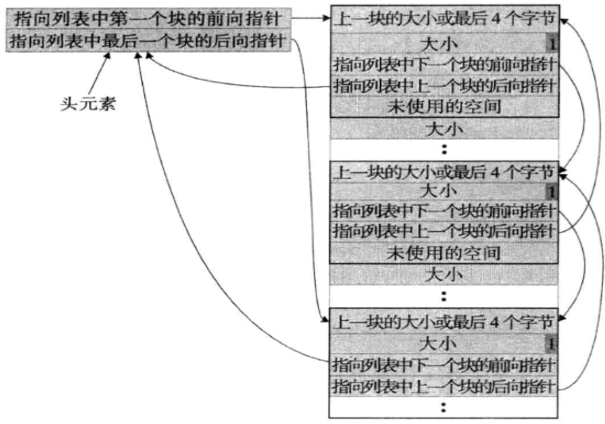 指向列表中第一个块的前向指针
指向列表中最后一个块的后向指针
头元素
上一块的大小或最后 4 个字节
大小
1
指向列表中下一个块的前向指针
指向列表中上一个块的后向指针
未使用的空间
大小
上一块的大小或最后 4 个字节
大小
1
指向列表中下一个块的前向指针
指向列表中上一个块的后向指针
未使用的空间
大小
上一块的大小或最后 4 个字节
大小
1
指向列表中下一个块的前向指针
指向列表中上一个块的后向指针